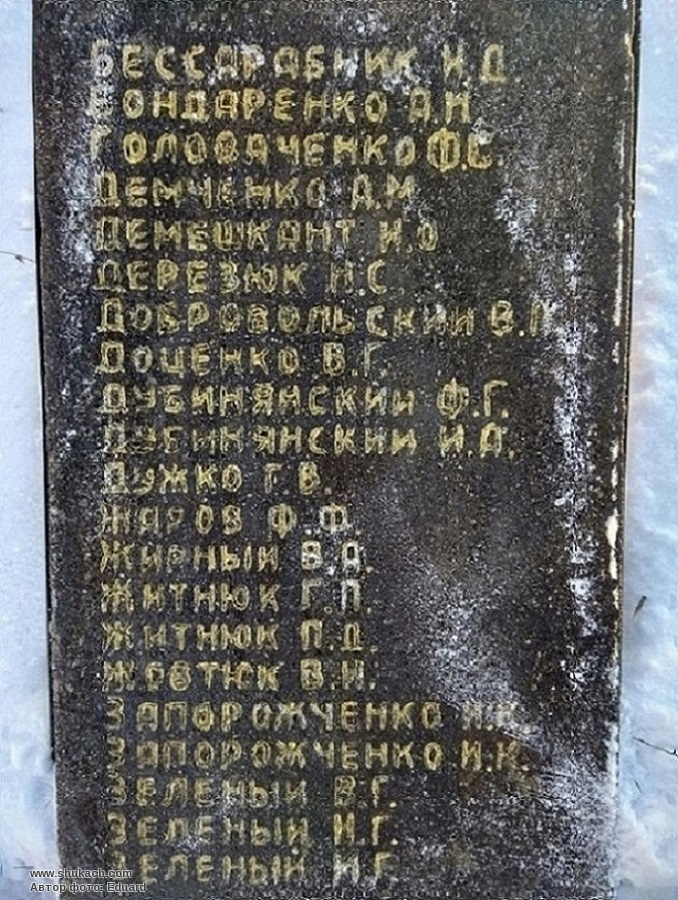 БЕССАРАБНИК И.Д.
БОНДАРЕНКО А.И.
ГОЛОВАЧЕНКО Ф.Е.
ДЕМЧЕНКО Д.М
ДЕМЕШКАНТ И.О
ДЕРЕЗЮК Н.С.
ДОБРОВОЛЬСКИЙ
ДОЦЕНКО В.Г.
ДУБИНЯНСКИЙ Ф.Г.
ДУБИНЯНСКИЙ И.Д.
ДУЖКО Г.В.
ЖАРОВ Ф.Ф.
ЖИРНЫЙ В.А.
ЖИТНЮК Г.П.
ЖИТНЮК П.Д.
ЖОВТЮК В.И.
ЗАПОРОЖЧЕНКО
ЗАПОРОЖЧЕНКО И.К.
ЗЕЛЕНЫЙ В.Г.
ЗЕЛЕНЫЙ И.Г.
ЗЕЛЕНЫЙ
www.shukach.com
Автор фото: Eduard